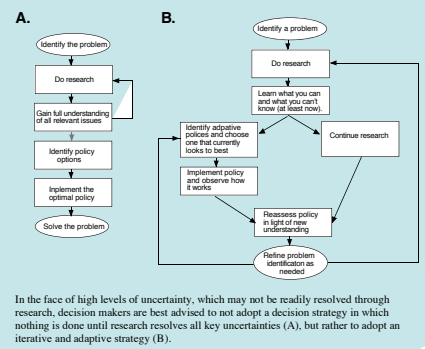 A.
Identify the problem
Do research
Gain full understanding
of all relevant issues
Identify policy
options
Inplement the
optimal policy
Solve the problem
B.
Identify a problem
Do research
Learn what you can
and what you can't
know (at least now).
Identify adpative
polices and choose
one that currently
looks to best
Continue research
Implement policy
and observe how
it works
Reassess policy
in light of new
understanding
Refine problem
identificaton as
needed
In the face of high levels of uncertainty, which may not be readily resolved through
research, decision makers are best advised to not adopt a decision strategy in which
nothing is done until research resolves all key uncertainties (A), but rather to adopt an
iterative and adaptive strategy (B).